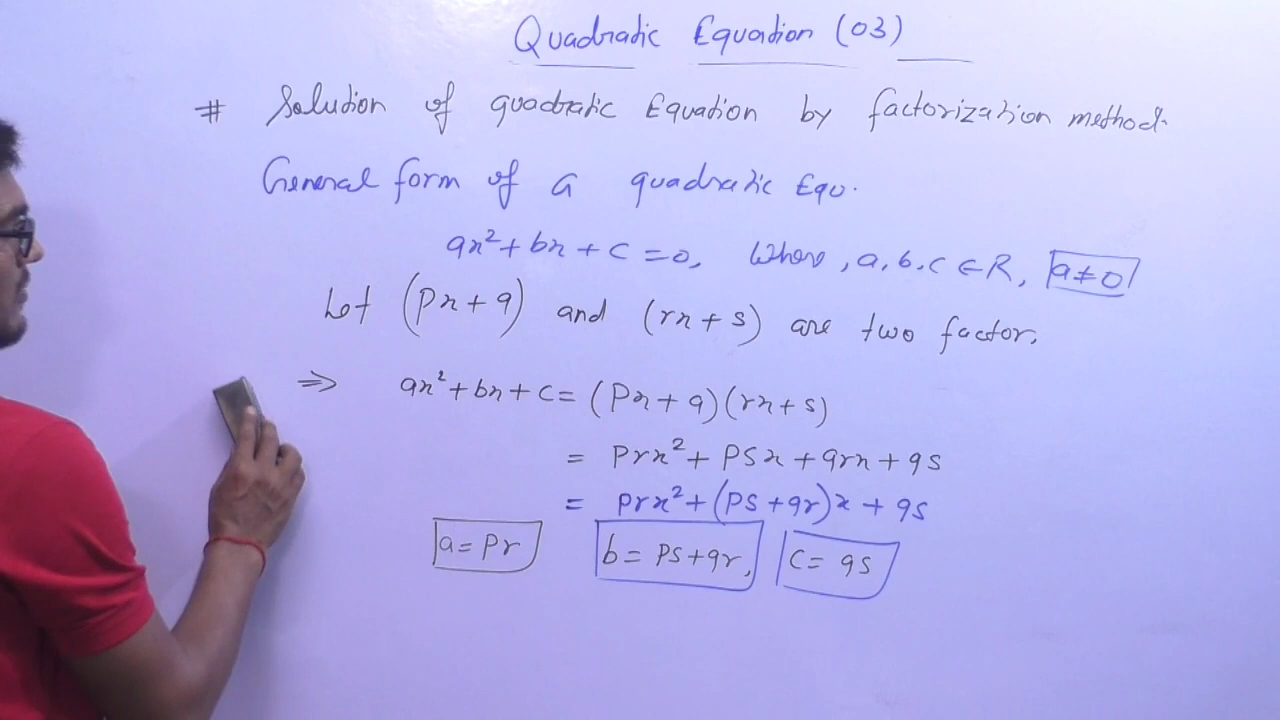 Quadratic Equation (03)
# Solution of quadratic Equation by factorization method.
General form of a quadratic Equ.
ax²+bx+c=0, Where, a, b, c ∈ R, a≠0
Let (px+q) and (rx+s) are two factor.
⇒ ax²+bx+c= (Px+q)(rx+s)
= Prx²+PSx+qrx+qs
= prx²+(PS+qr)x+qs
a=Pr b= PS+qr, c= qs